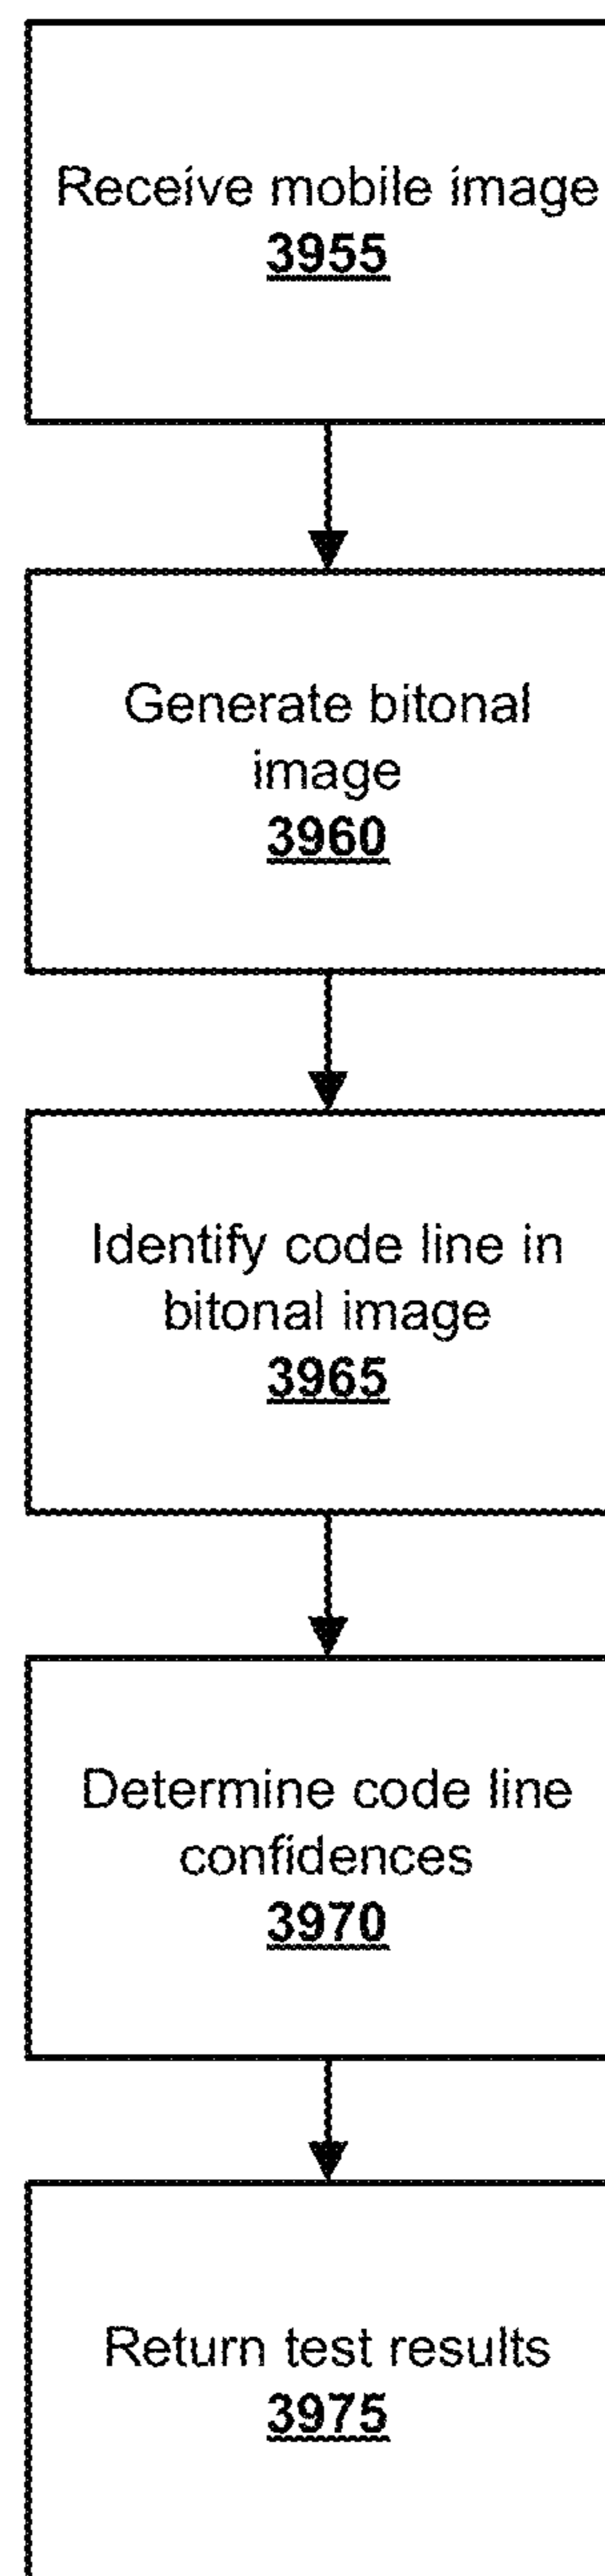 Receive mobile image
3955
Generate bitonal
image
3960
Identify code line in
bitonal image
3965
Determine code line
confidences
3970
Return test results
3975